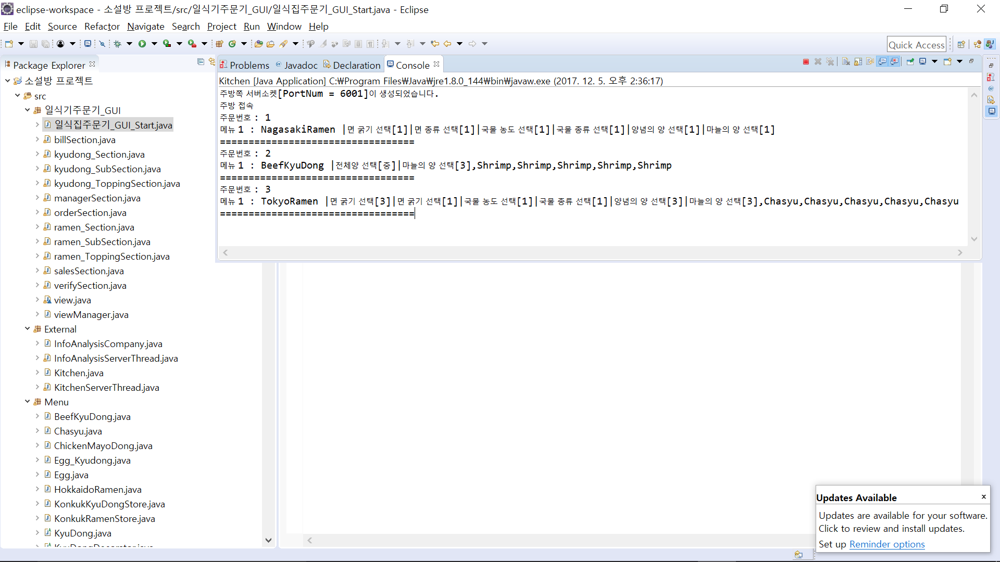 eclipse-workspace - 소설방 프로젝트/src/일식기주문기_GUI/일식집주문기_GUI_Start.java - Eclipse
File Edit Source Refactor Navigate Search Project Run Window Help
Quick Access
Package Explorer
소설방 프로젝트
src
일식기주문기_GUI
일식집주문기_GUI_Start.java
billSection.java
kyudong_Section.java
kyudong_SubSection.java
kyudong_ToppingSection.java
managerSection.java
orderSection.java
ramen_Section.java
ramen_SubSection.java
ramen_ToppingSection.java
salesSection.java
verifySection.java
view.java
viewManager.java
External
InfoAnalysisCompany.java
InfoAnalysisServerThread.java
Kitchen.java
KitchenServerThread.java
Menu
BeefKyuDong.java
Chasyu.java
ChickenMayoDong.java
Egg_Kyudong.java
Egg.java
HokkaidoRamen.java
KonkukKyuDongStore.java
KonkukRamenStore.java
KyuDong.java
Problems @ Javadoc Declaration Console
Kitchen [Java Application] C:₩Program Files₩Java₩jre1.8.0_144₩bin₩javaw.exe (2017. 12. 5. 오후 2:36:17)
주방쪽 서버소켓[PortNum = 6001]이 생성되었습니다.
주방 접속
주문번호 : 1
메뉴 1 : NagasakiRamen |면 굵기 선택[1]|면 종류 선택[1]|국물 농도 선택[1]|국물 종류 선택[1]|양념의 양 선택[1]|마늘의 양 선택[1]
==================================
주문번호 : 2
메뉴 1 : BeefKyuDong |전체양 선택[중]|마늘의 양 선택[3],Shrimp,Shrimp,Shrimp,Shrimp,Shrimp
==================================
주문번호 : 3
메뉴 1 : TokyoRamen |면 굵기 선택[3]|면 굵기 선택[1]|국물 농도 선택[1]|국물 종류 선택[1]|양념의 양 선택[3]|마늘의 양 선택[3],Chasyu,Chasyu,Chasyu,Chasyu,Chasyu
==================================
Updates Available
Updates are available for your software.
Click to review and install updates.
Set up Reminder options